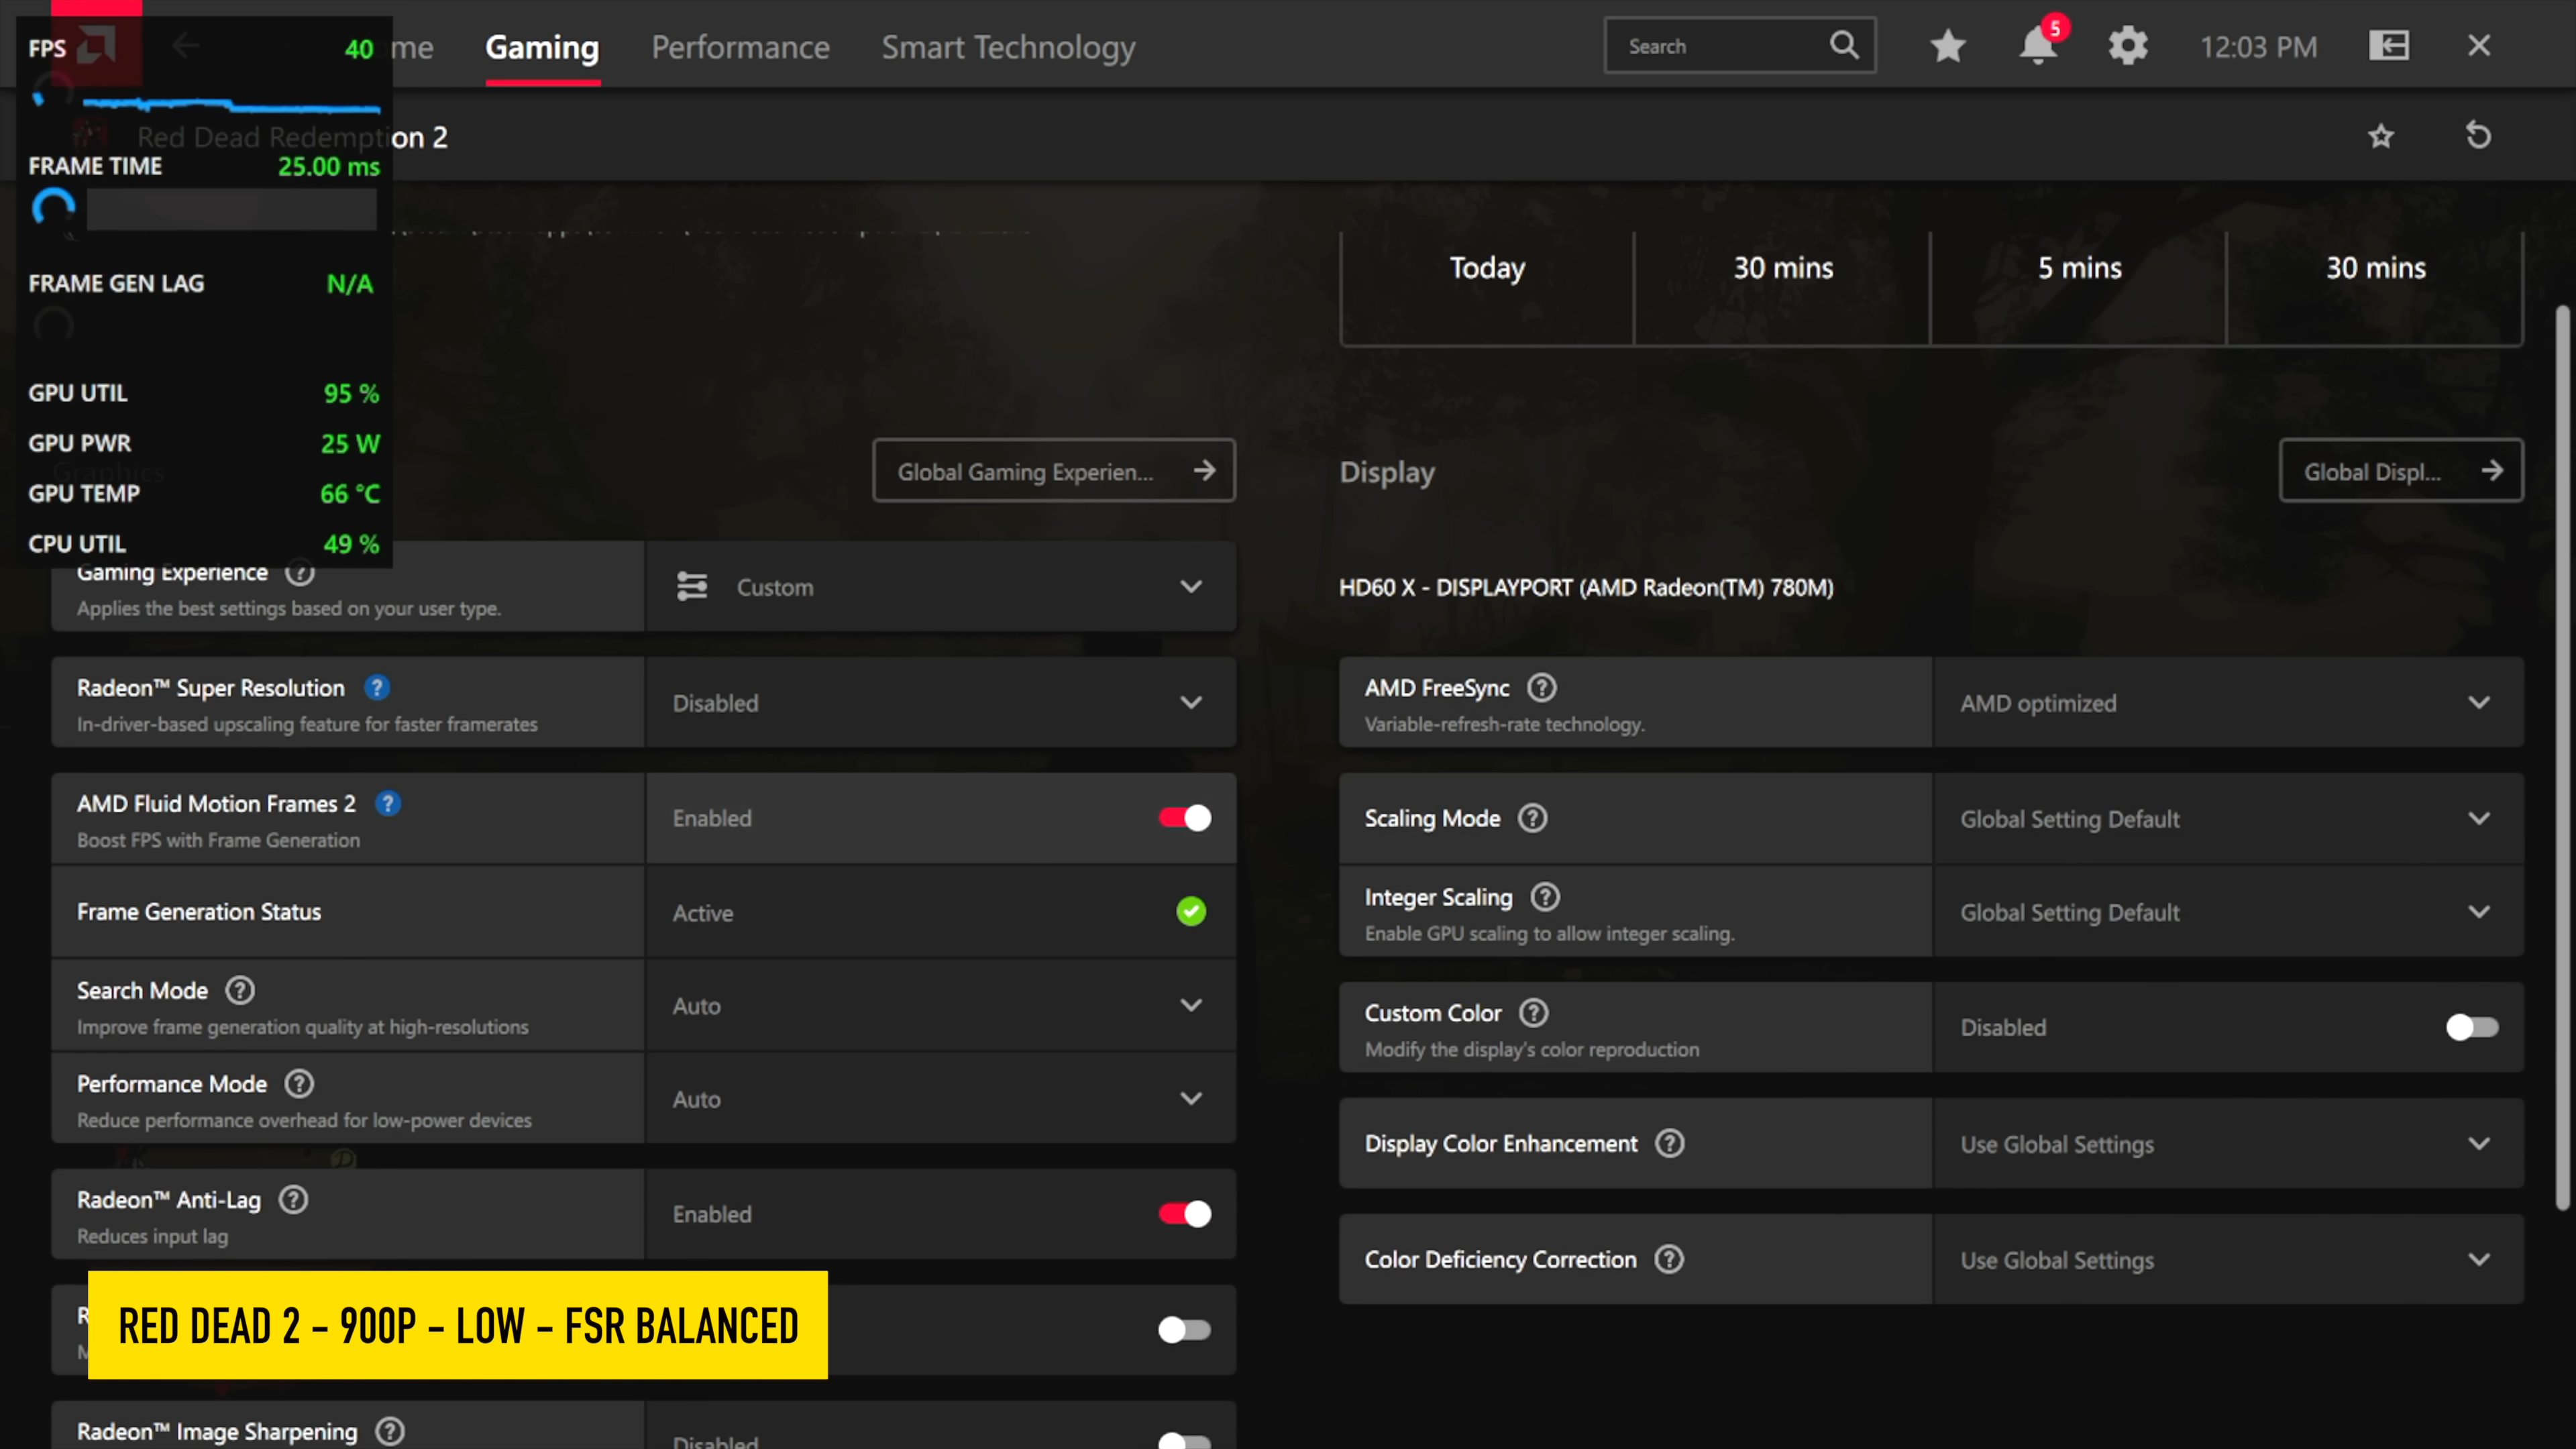 FPS 40
me Gaming Performance Smart Technology Search 5 12:03 PM
Red Dead Redemption 2
FRAME TIME 25.00 ms
FRAME GEN LAG N/A
Today 30 mins 5 mins 30 mins
GPU UTIL 95 %
GPU PWR 25 W
Graphics
GPU TEMP 66 °C
CPU UTIL 49 %
Global Gaming Experien...
Display Global Displ...
Gaming Experience ?
Applies the best settings based on your user type.
Custom
HD60 X - DISPLAYPORT (AMD Radeon(TM) 780M)
Radeon™ Super Resolution ?
In-driver-based upscaling feature for faster framerates
Disabled
AMD FreeSync ?
Variable-refresh-rate technology.
AMD optimized
AMD Fluid Motion Frames 2 ?
Boost FPS with Frame Generation
Enabled
Scaling Mode ?
Global Setting Default
Frame Generation Status
Active
Integer Scaling ?
Enable GPU scaling to allow integer scaling.
Global Setting Default
Search Mode ?
Improve frame generation quality at high-resolutions
Auto
Custom Color ?
Modify the display's color reproduction
Disabled
Performance Mode ?
Reduce performance overhead for low-power devices
Auto
Display Color Enhancement ?
Use Global Settings
Radeon™ Anti-Lag ?
Reduces input lag
Enabled
Color Deficiency Correction ?
Use Global Settings
RED DEAD 2 - 900P - LOW - FSR BALANCED
Radeon™ Image Sharpening ?
Disabled